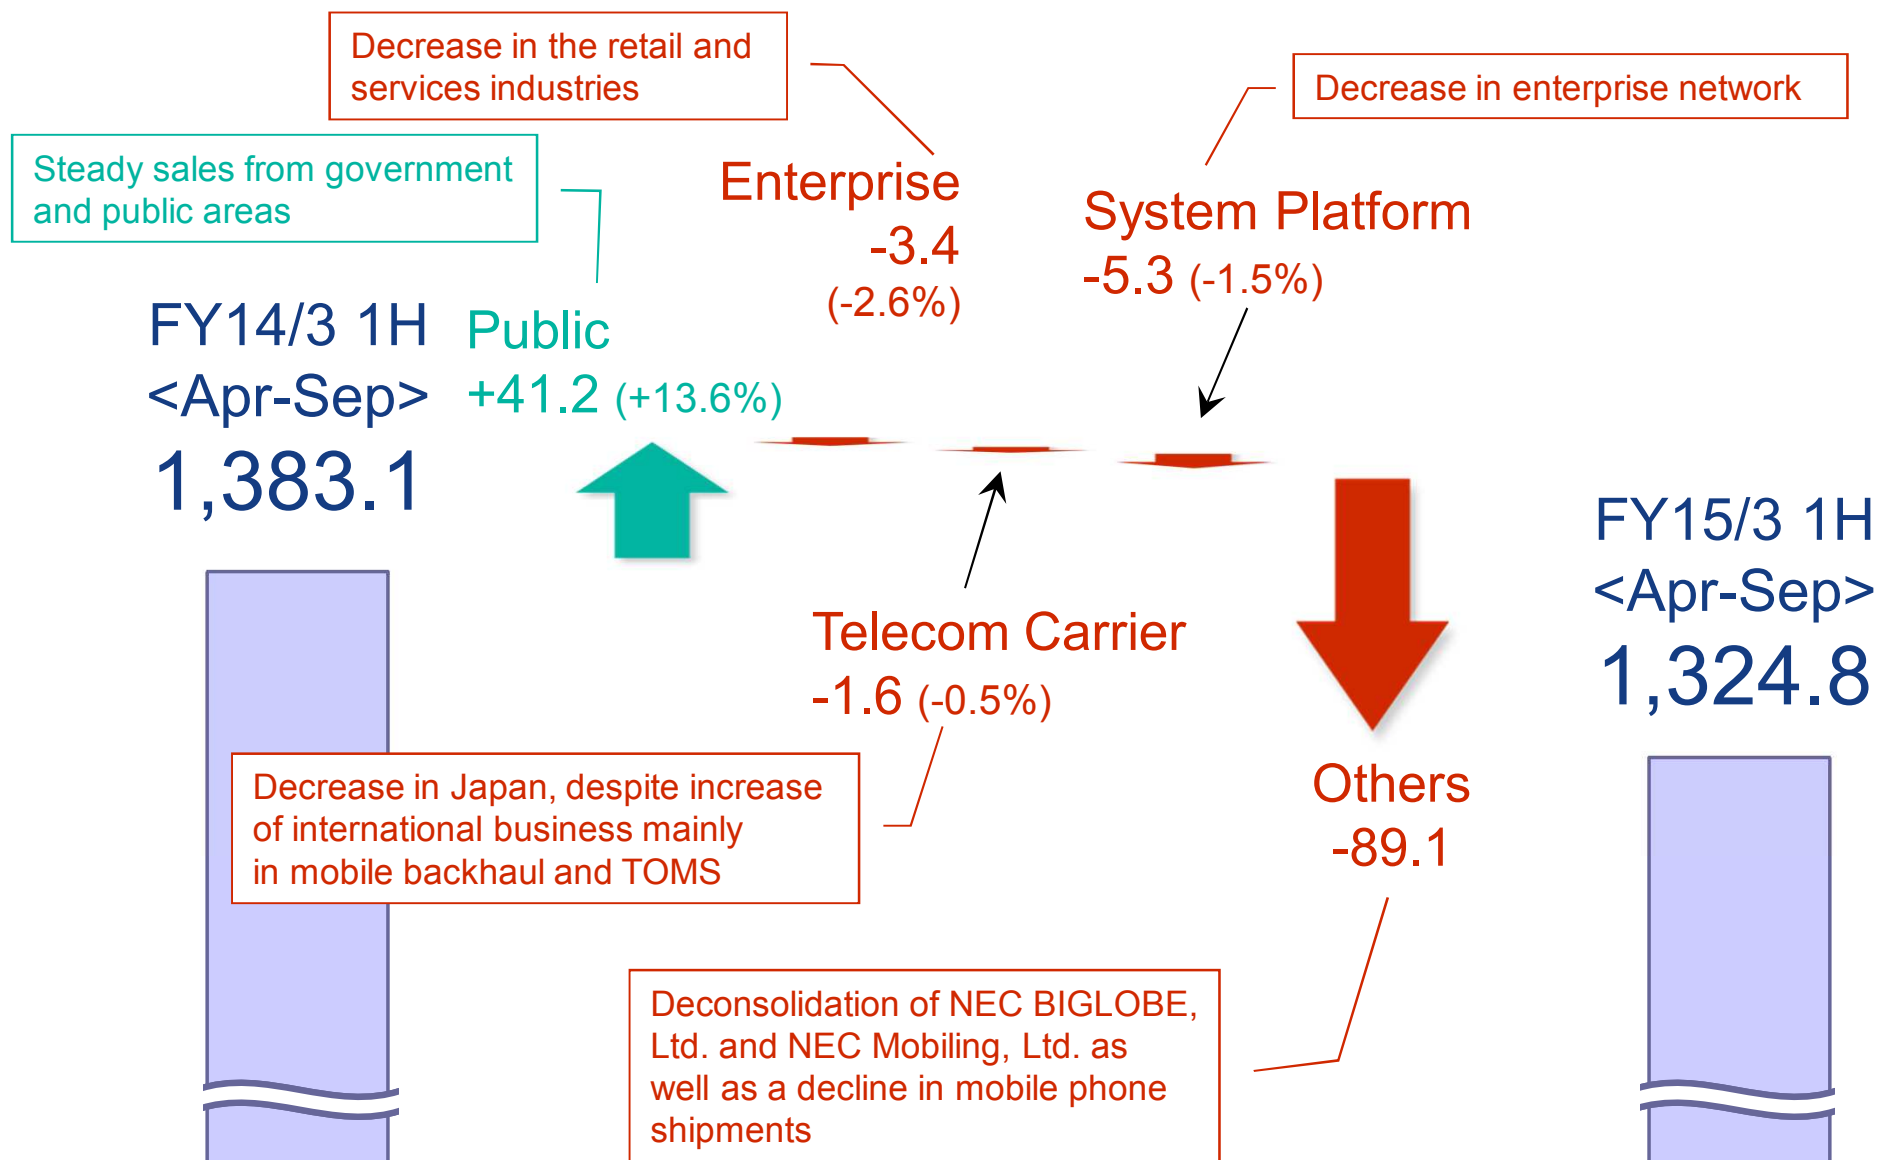 Decrease in the retail and
services industries
Decrease in enterprise network
Steady sales from government
and public areas
Enterprise
-3.4
(-2.6%)
System Platform
-5.3 (-1.5%)
FY14/3 1H
<Apr-Sep>
1,383.1
Public
+41.2 (+13.6%)
Telecom Carrier
-1.6 (-0.5%)
FY15/3 1H
<Apr-Sep>
1,324.8
Decrease in Japan, despite increase
of international business mainly
in mobile backhaul and TOMS
Others
-89.1
Deconsolidation of NEC BIGLOBE,
Ltd. and NEC Mobiling, Ltd. as
well as a decline in mobile phone
shipments